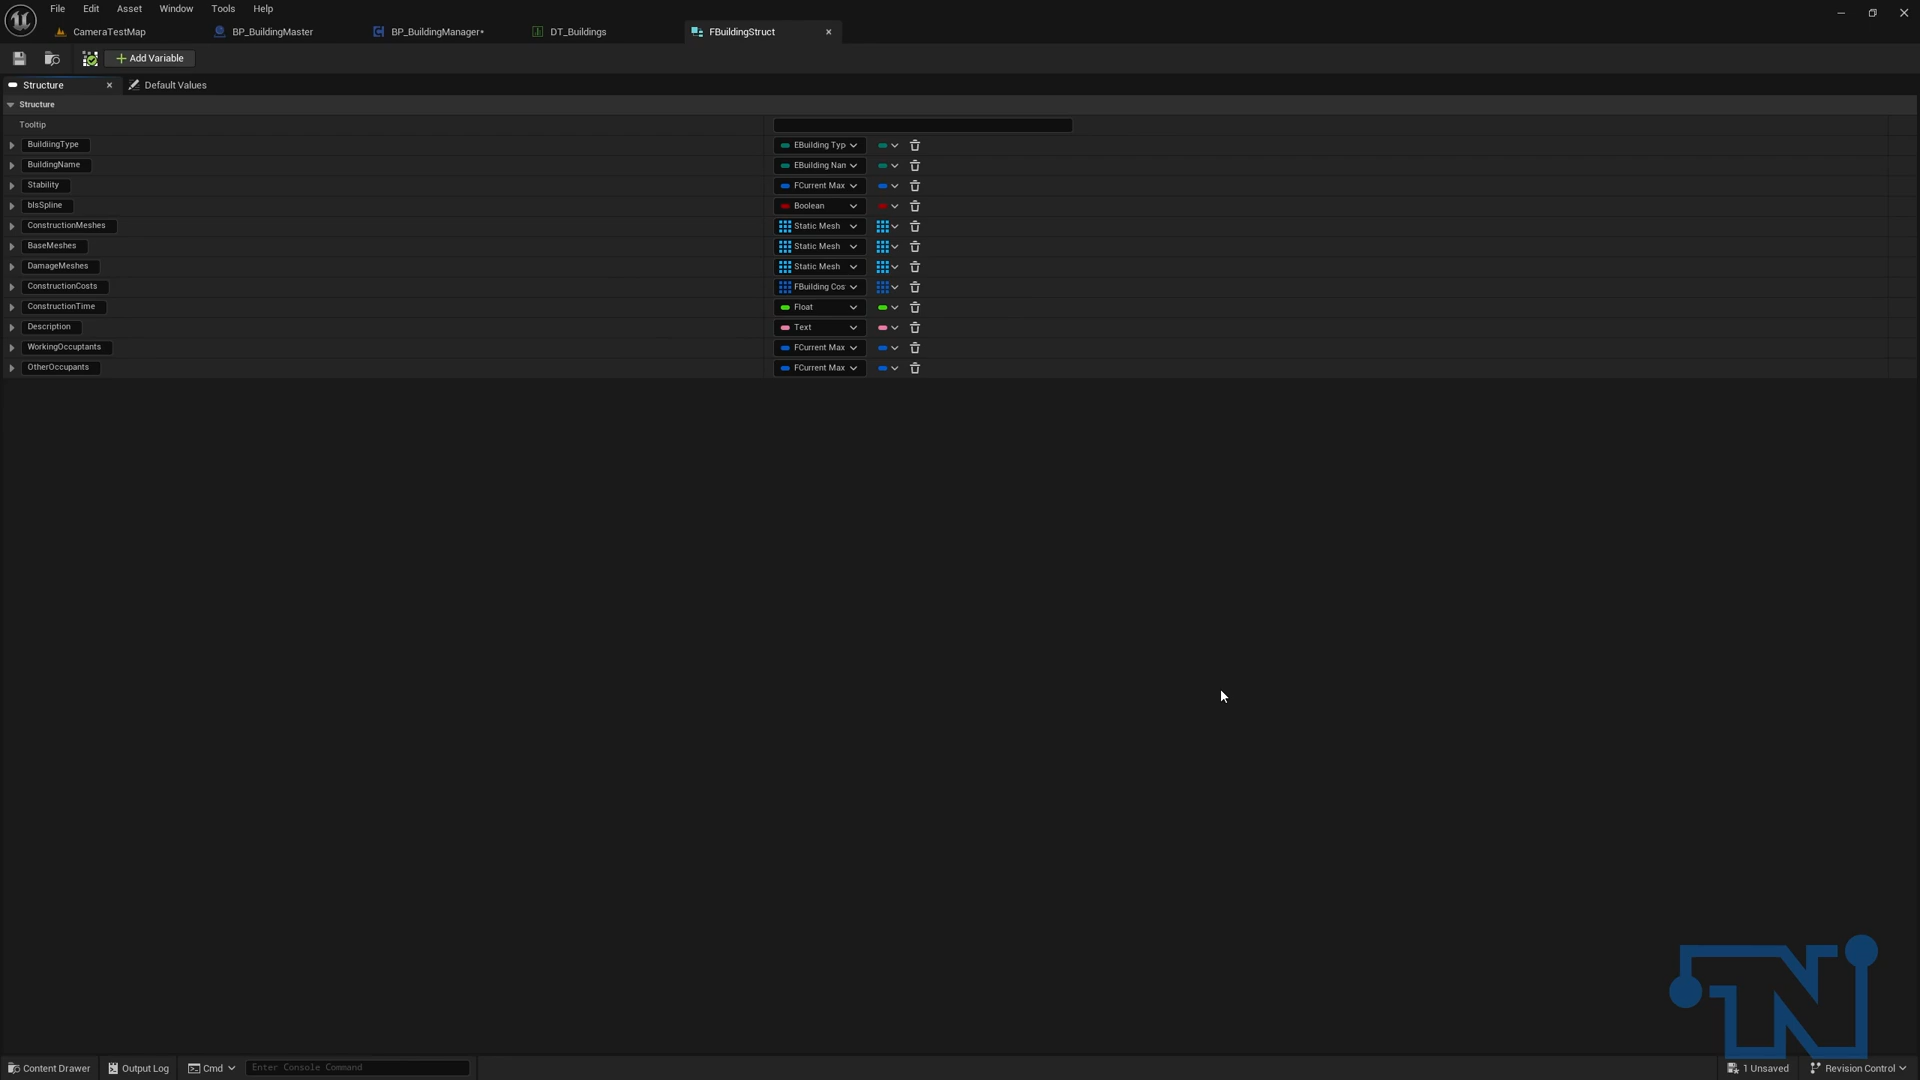 File Edit Asset Window Tools Help
CameraTestMap BP_BuildingMaster BP_BuildingManager* DT_Buildings FBuildingStruct
Add Variable
Structure Default Values
Structure
Tooltip
BuildingType EBuilding Typ
BuildingName EBuilding Nan
Stability FCurrent Max
bIsSpline Boolean
ConstructionMeshes Static Mesh
BaseMeshes Static Mesh
DamageMeshes Static Mesh
ConstructionCosts FBuilding Cos
ConstructionTime Float
Description Text
WorkingOccuptants FCurrent Max
OtherOccupants FCurrent Max
TN
Content Drawer Output Log Cmd Enter Console Command 1 Unsaved Revision Control